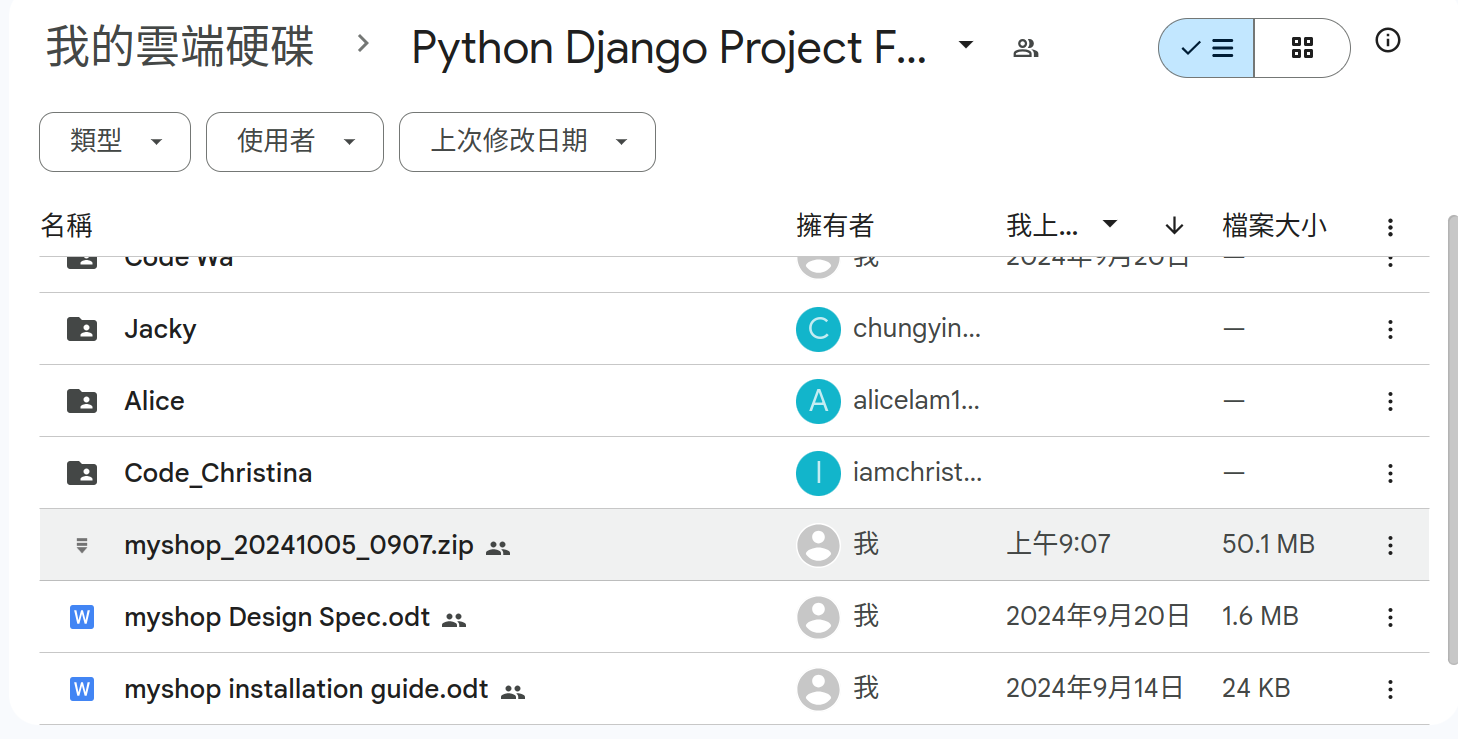 我的雲端硬碟 > Python Django Project F...
類型 使用者 上次修改日期
名稱 擁有者 我上... 檔案大小
Code Wa 我 2024年9月20日 —
Jacky C chungyin... —
Alice A alicelam1... —
Code_Christina I iamchrist... —
myshop_20241005_0907.zip 我 上午9:07 50.1 MB
W myshop Design Spec.odt 我 2024年9月20日 1.6 MB
W myshop installation guide.odt 我 2024年9月14日 24 KB